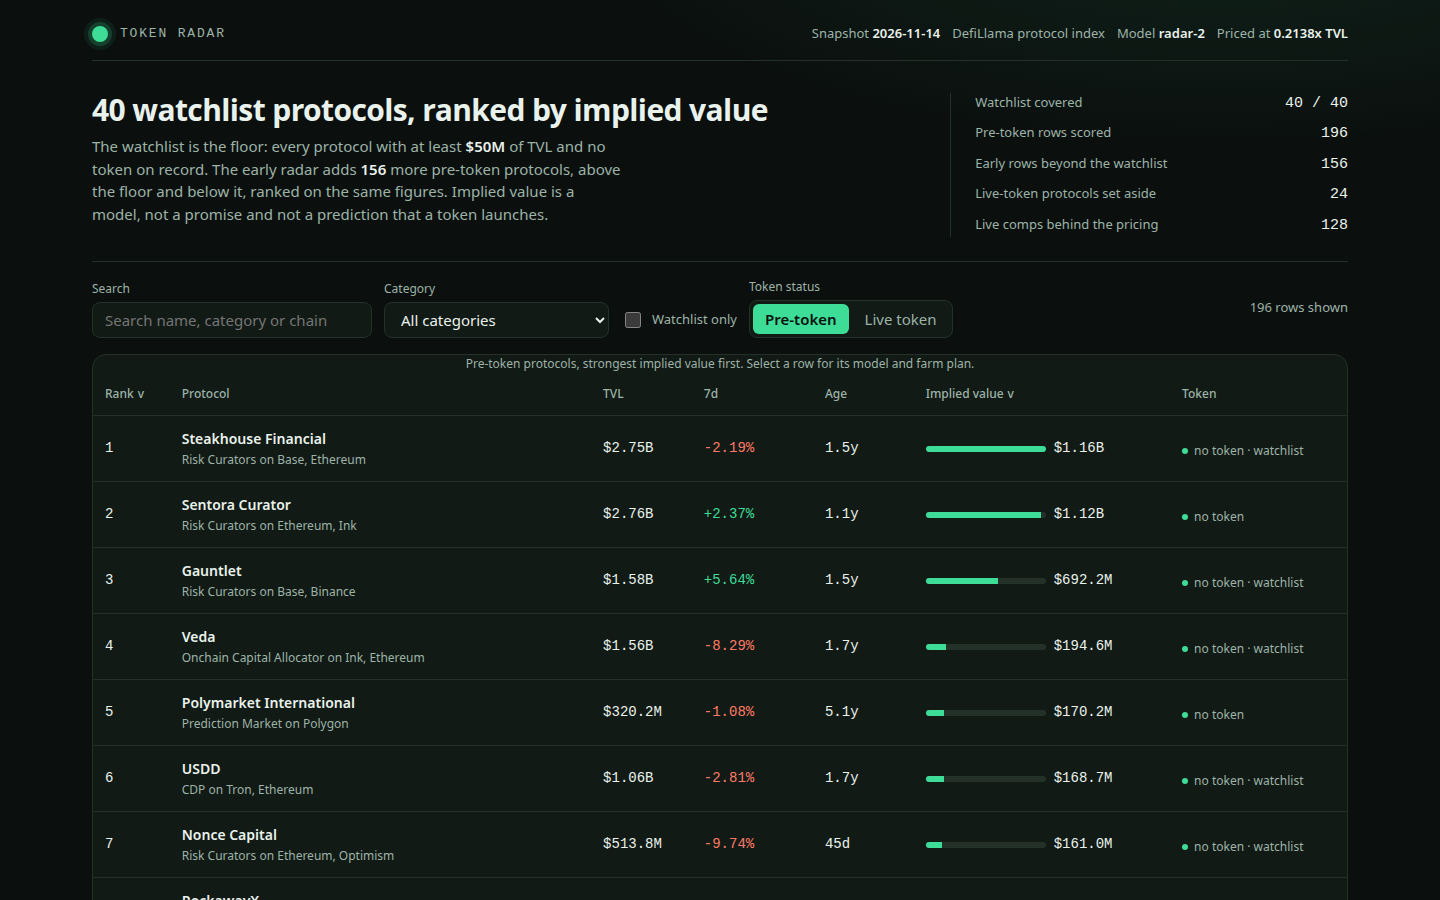 TOKEN RADAR
Snapshot 2026-11-14 DefiLlama protocol index Model radar-2 Priced at 0.2138x TVL
40 watchlist protocols, ranked by implied value
The watchlist is the floor: every protocol with at least $50M of TVL and no
token on record. The early radar adds 156 more pre-token protocols, above
the floor and below it, ranked on the same figures. Implied value is a
model, not a promise and not a prediction that a token launches.
Watchlist covered 40 / 40
Pre-token rows scored 196
Early rows beyond the watchlist 156
Live-token protocols set aside 24
Live comps behind the pricing 128
Search
Search name, category or chain
Category
All categories
Watchlist only
Token status
Pre-token Live token
196 rows shown
Pre-token protocols, strongest implied value first. Select a row for its model and farm plan.
Rank v Protocol TVL 7d Age Implied value v Token
1 Steakhouse Financial $2.75B -2.19% 1.5y $1.16B no token · watchlist
Risk Curators on Base, Ethereum
2 Sentora Curator $2.76B +2.37% 1.1y $1.12B no token
Risk Curators on Ethereum, Ink
3 Gauntlet $1.58B +5.64% 1.5y $692.2M no token · watchlist
Risk Curators on Base, Binance
4 Veda $1.56B -8.29% 1.7y $194.6M no token · watchlist
Onchain Capital Allocator on Ink, Ethereum
5 Polymarket International $320.2M -1.08% 5.1y $170.2M no token
Prediction Market on Polygon
6 USDD $1.06B -2.81% 1.7y $168.7M no token · watchlist
CDP on Tron, Ethereum
7 Nonce Capital $513.8M -9.74% 45d $161.0M no token · watchlist
Risk Curators on Ethereum, Optimism
RockawayX